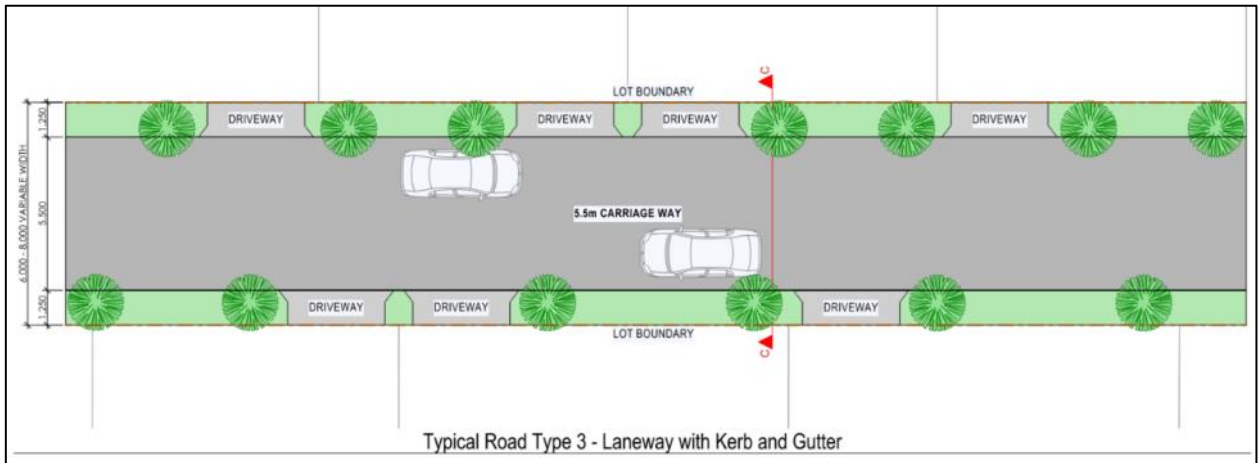 C
LOT BOUNDARY
DRIVEWAY
DRIVEWAY
DRIVEWAY
DRIVEWAY
1.250
6.000 - 8.000 VARIABLE WIDTH
5.500
5.5m CARRIAGE WAY
1.250
DRIVEWAY
DRIVEWAY
DRIVEWAY
LOT BOUNDARY
C
Typical Road Type 3 - Laneway with Kerb and Gutter